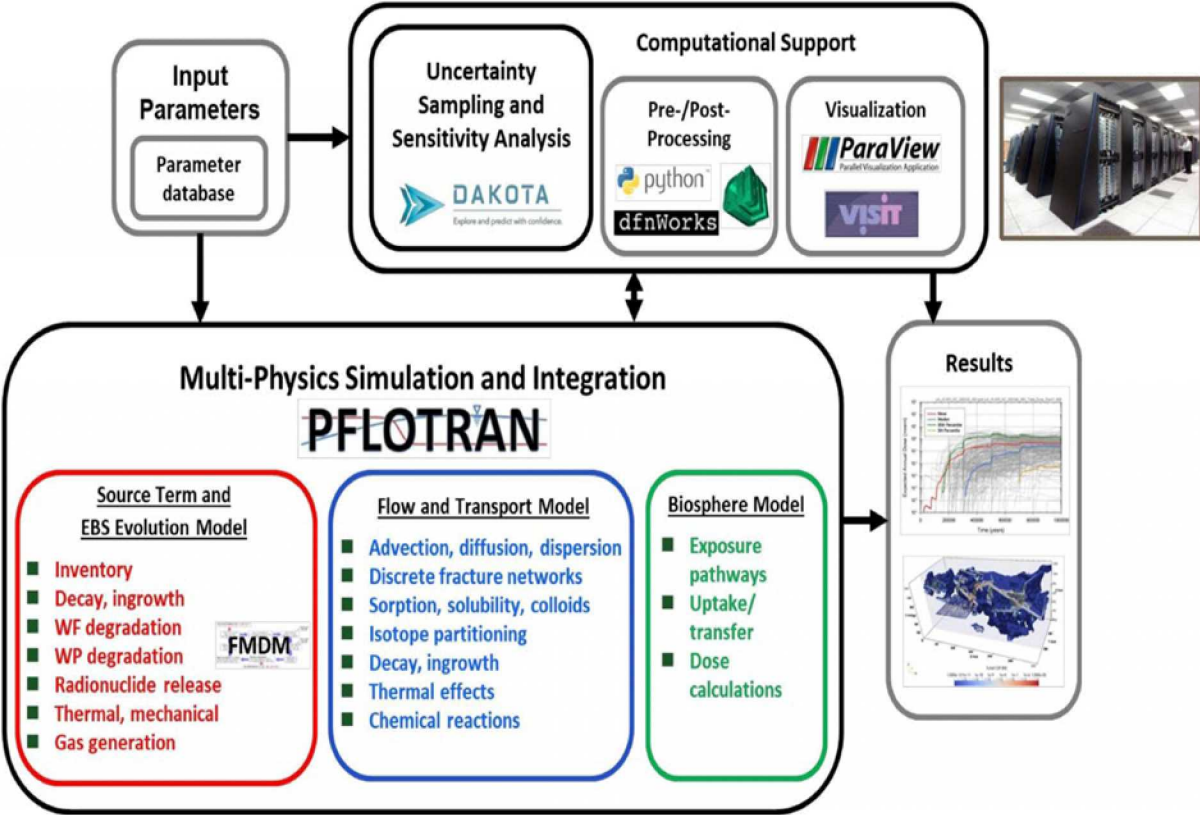 Input
Parameters
Parameter
database
Computational Support
Uncertainty
Sampling and
Sensitivity Analysis
DAKOTA
Explore and predict with confidence.
Pre-/Post-
Processing
python™
dfnWorks
Visualization
ParaView
Parallel Visualization Application
VISIT
Multi-Physics Simulation and Integration
PFLOTRAN
Source Term and
EBS Evolution Model
Inventory
Decay, ingrowth
WF degradation
WP degradation
Radionuclide release
Thermal, mechanical
Gas generation
FMDM
Flow and Transport Model
Advection, diffusion, dispersion
Discrete fracture networks
Sorption, solubility, colloids
Isotope partitioning
Decay, ingrowth
Thermal effects
Chemical reactions
Biosphere Model
Exposure
pathways
Uptake/
transfer
Dose
calculations
Results
Time (years)